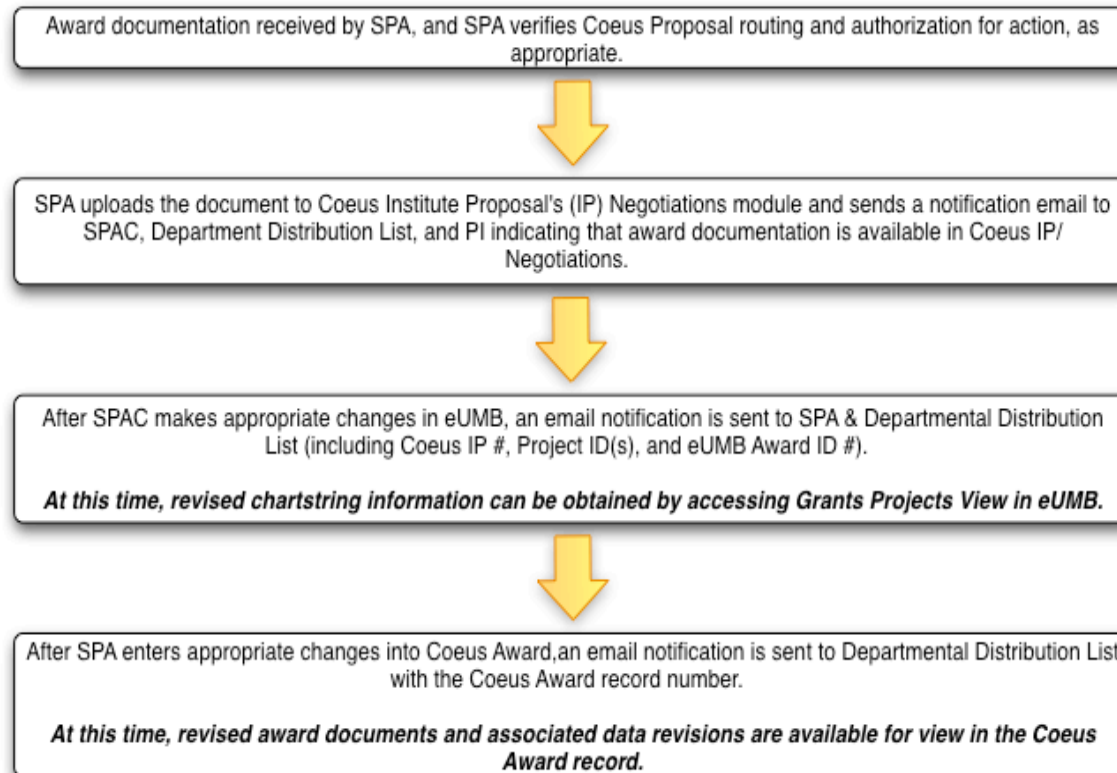 Award documentation received by SPA, and SPA verifies Coeus Proposal routing and authorization for action, as
appropriate.
SPA uploads the document to Coeus Institute Proposal's (IP) Negotiations module and sends a notification email to
SPAC, Department Distribution List, and PI indicating that award documentation is available in Coeus IP/
Negotiations.
After SPAC makes appropriate changes in eUMB, an email notification is sent to SPA & Departmental Distribution
List (including Coeus IP #, Project ID(s), and eUMB Award ID #).
At this time, revised chartstring information can be obtained by accessing Grants Projects View in eUMB.
After SPA enters appropriate changes into Coeus Award,an email notification is sent to Departmental Distribution List
with the Coeus Award record number.
At this time, revised award documents and associated data revisions are available for view in the Coeus
Award record.